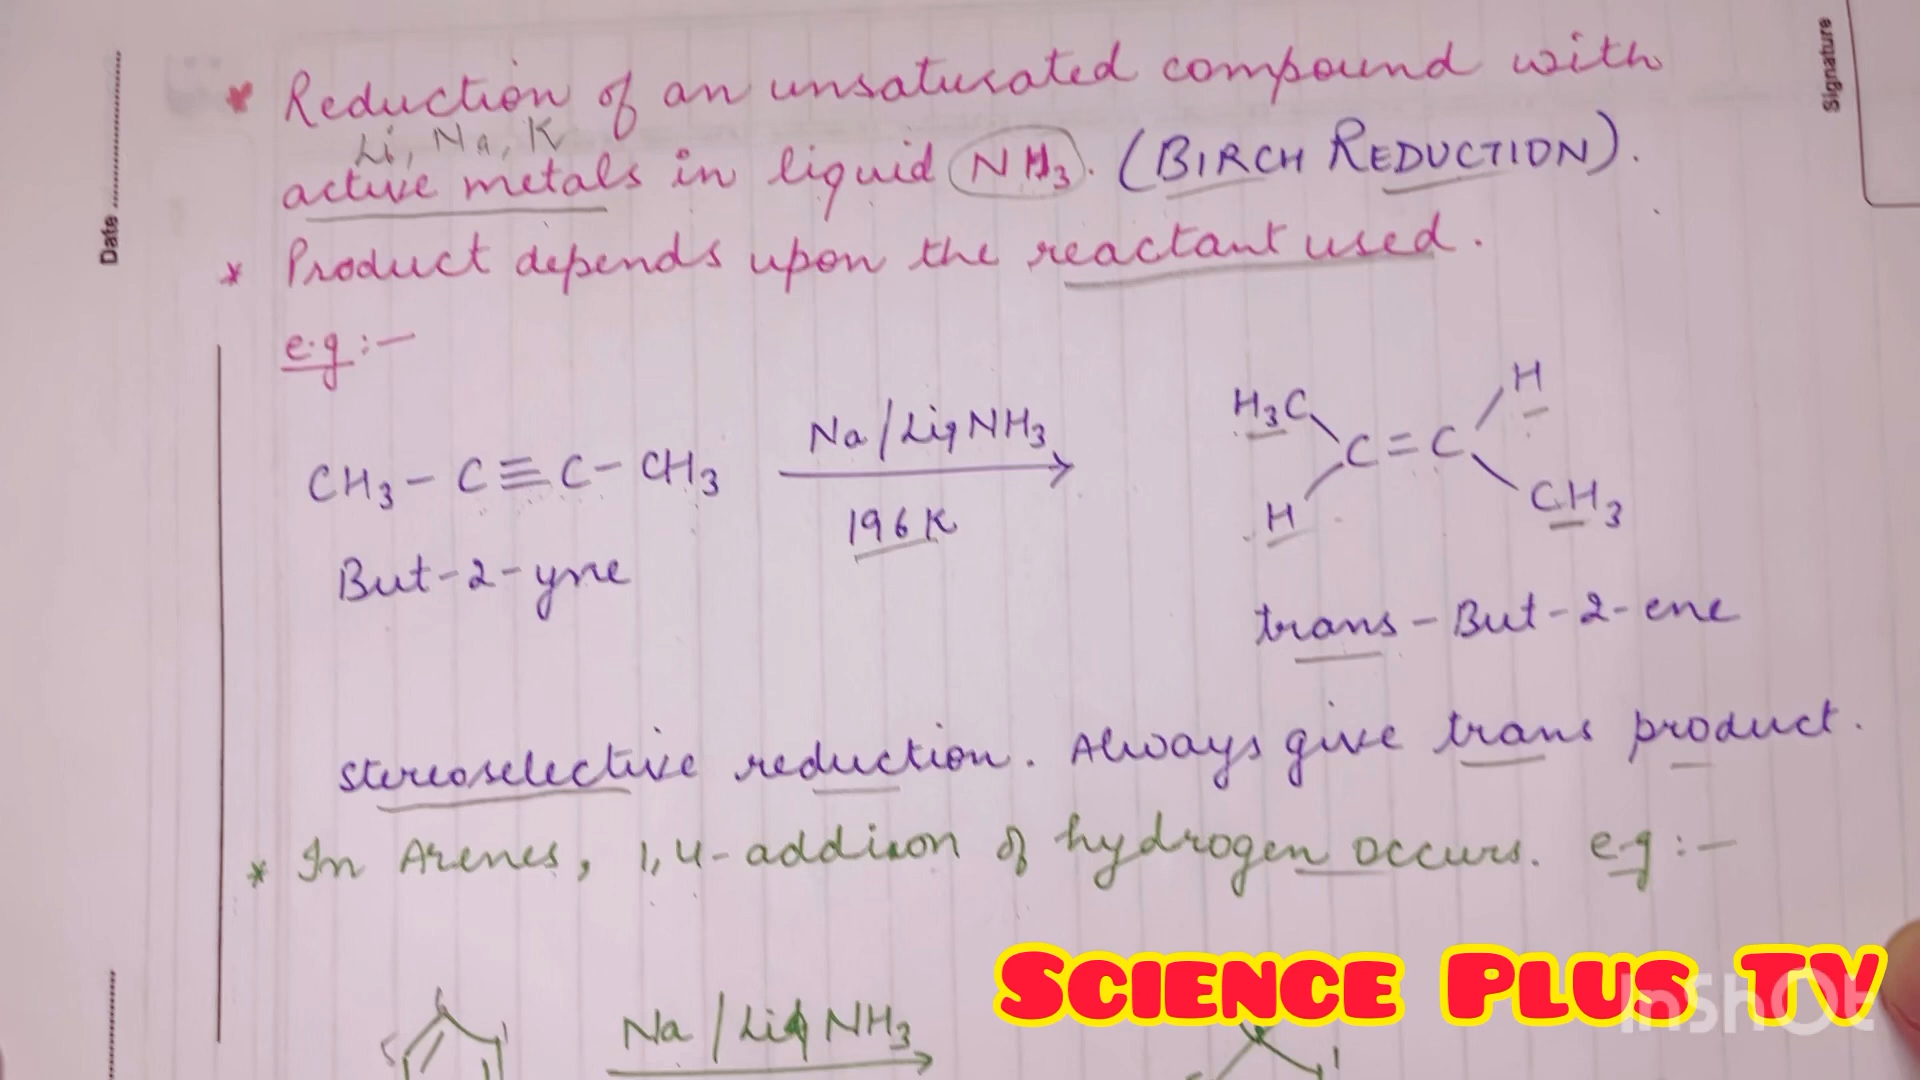 Signature
Date
* Reduction of an unsaturated compound with
Li, Na, K
active metals in liquid NH3. (BIRCH REDUCTION).
* Product depends upon the reactant used.
e.g:-
CH3-C≡C-CH3
Na/Liq NH3
196K
H3C
H
C=C
H
CH3
But-2-yne
trans-But-2-ene
stereoselective reduction. Always give trans product.
* In Arenes, 1,4-addiion of hydrogen occurs. e.g:-
Na/Liq NH3
SCIENCE PLUS TV
InShOt